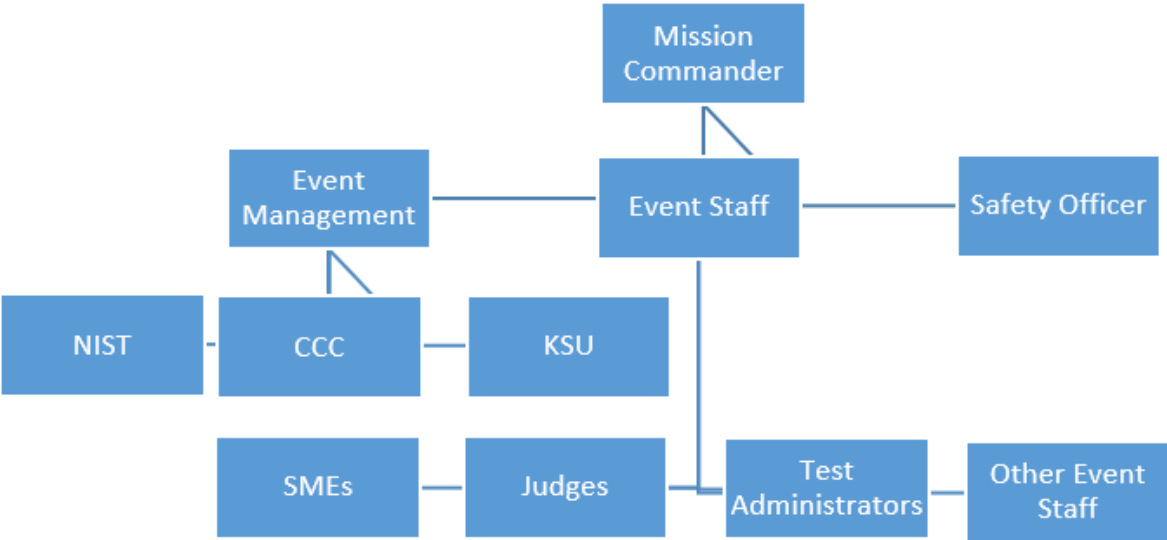 Mission
Commander
Event
Management
Event Staff
Safety Officer
NIST
CCC
KSU
SMEs
Judges
Test
Administrators
Other Event
Staff